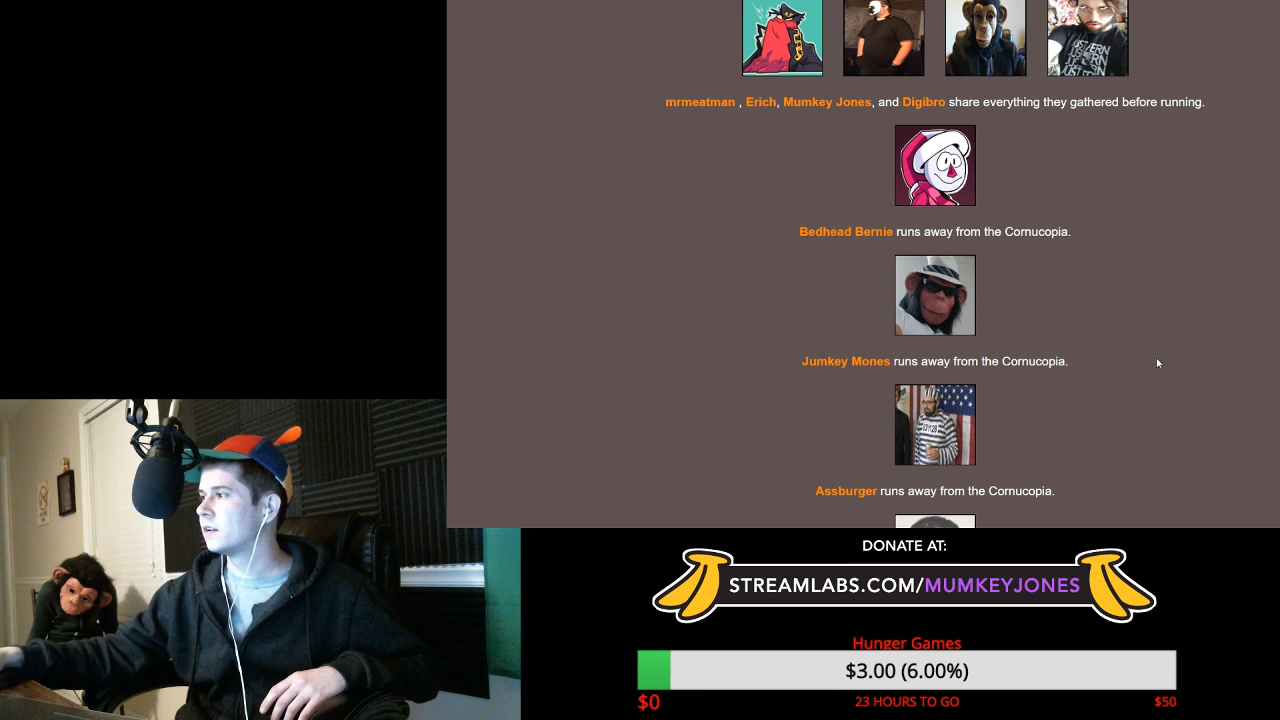 mrmeatman , Erich, Mumkey Jones, and Digibro share everything they gathered before running.
Bedhead Bernie runs away from the Cornucopia.
Jumkey Mones runs away from the Cornucopia.
Assburger runs away from the Cornucopia.
DONATE AT:
STREAMLABS.COM/MUMKEYJONES
Hunger Games
$3.00 (6.00%)
$0
23 HOURS TO GO
$50